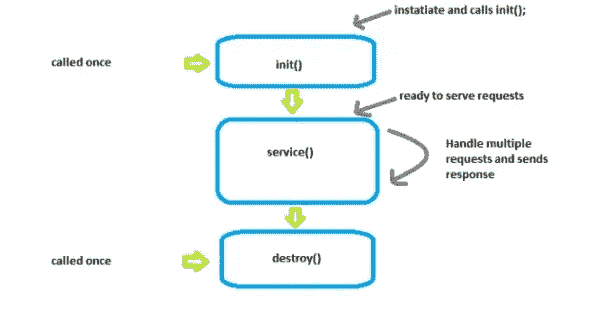 instatiate and calls init();
called once
init()
ready to serve requests
service()
Handle multiple
requests and sends
response
called once
destroy()